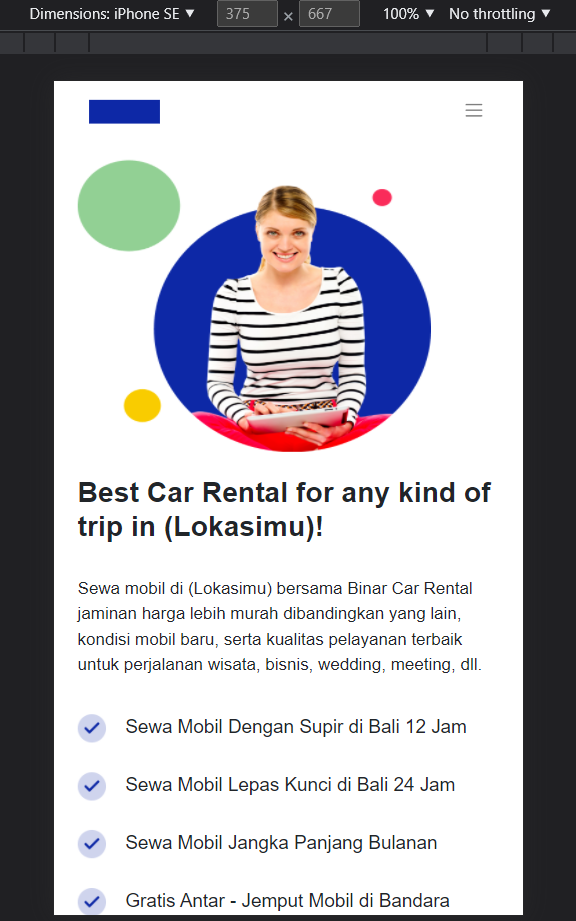 Dimensions: iPhone SE ▼ 375 × 667 100% ▼ No throttling ▼
Best Car Rental for any kind of
trip in (Lokasimu)!
Sewa mobil di (Lokasimu) bersama Binar Car Rental
jaminan harga lebih murah dibandingkan yang lain,
kondisi mobil baru, serta kualitas pelayanan terbaik
untuk perjalanan wisata, bisnis, wedding, meeting, dll.
Sewa Mobil Dengan Supir di Bali 12 Jam
Sewa Mobil Lepas Kunci di Bali 24 Jam
Sewa Mobil Jangka Panjang Bulanan
Gratis Antar - Jemput Mobil di Bandara